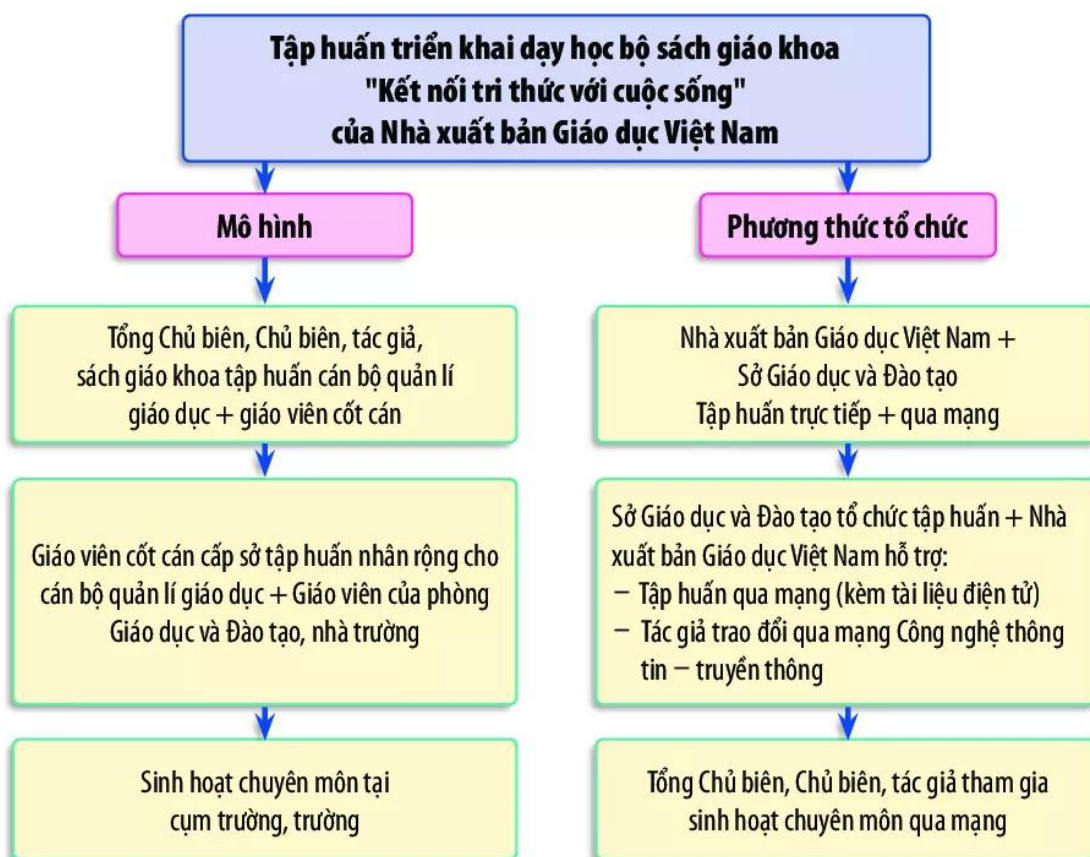 Tập huấn triển khai dạy học bộ sách giáo khoa
"Kết nối tri thức với cuộc sống"
của Nhà xuất bản Giáo dục Việt Nam
Mô hình
Tổng Chủ biên, Chủ biên, tác giả,
sách giáo khoa tập huấn cán bộ quản lí
giáo dục + giáo viên cốt cán
Giáo viên cốt cán cấp sở tập huấn nhân rộng cho
cán bộ quản lí giáo dục + Giáo viên của phòng
Giáo dục và Đào tạo, nhà trường
Sinh hoạt chuyên môn tại
cụm trường, trường
Phương thức tổ chức
Nhà xuất bản Giáo dục Việt Nam +
Sở Giáo dục và Đào tạo
Tập huấn trực tiếp + qua mạng
Sở Giáo dục và Đào tạo tổ chức tập huấn + Nhà
xuất bản Giáo dục Việt Nam hỗ trợ:
– Tập huấn qua mạng (kèm tài liệu điện tử)
– Tác giả trao đổi qua mạng Công nghệ thông
tin – truyền thông
Tổng Chủ biên, Chủ biên, tác giả tham gia
sinh hoạt chuyên môn qua mạng